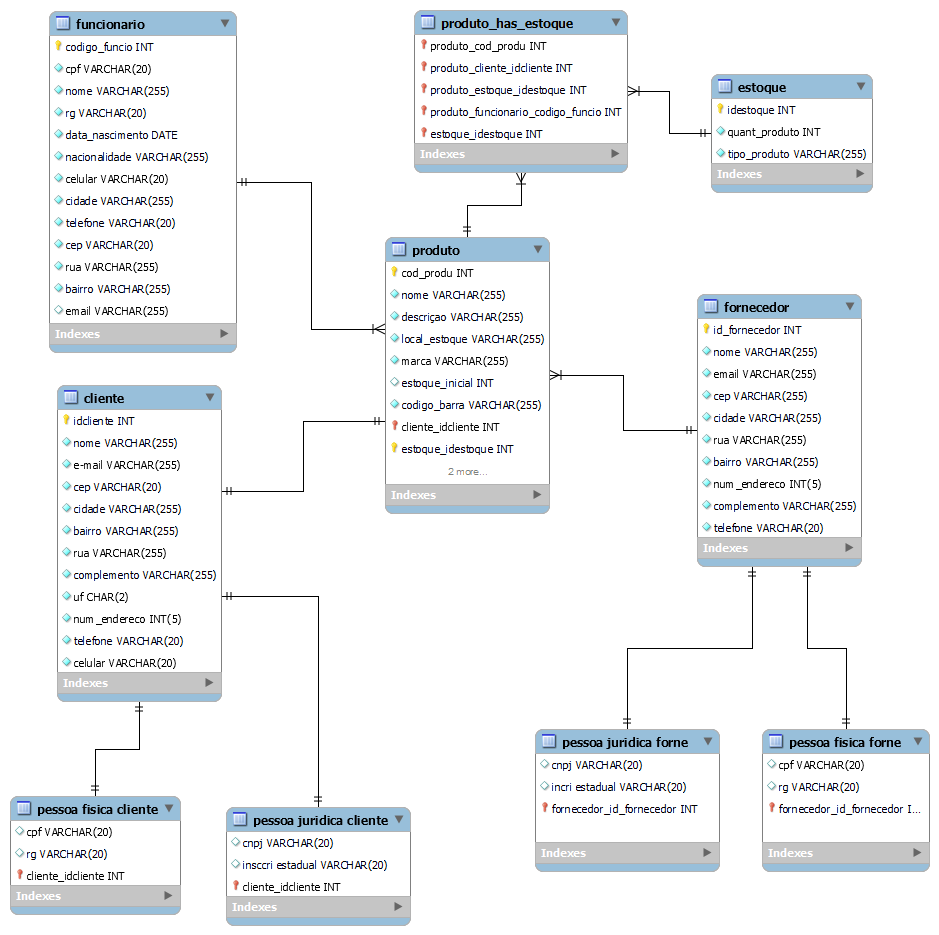 funcionario
codigo_funcio INT
cpf VARCHAR(20)
nome VARCHAR(255)
rg VARCHAR(20)
data_nascimento DATE
nacionalidade VARCHAR(255)
celular VARCHAR(20)
cidade VARCHAR(255)
telefone VARCHAR(20)
cep VARCHAR(20)
rua VARCHAR(255)
bairro VARCHAR(255)
email VARCHAR(255)
Indexes
produto_has_estoque
produto_cod_produ INT
produto_cliente_idcliente INT
produto_estoque_idestoque INT
produto_funcionario_codigo_funcio INT
estoque_idestoque INT
Indexes
estoque
idestoque INT
quant_produto INT
tipo_produto VARCHAR(255)
Indexes
produto
cod_produ INT
nome VARCHAR(255)
descriçao VARCHAR(255)
local_estoque VARCHAR(255)
marca VARCHAR(255)
estoque_inicial INT
codigo_barra VARCHAR(255)
cliente_idcliente INT
estoque_idestoque INT
2 more...
Indexes
fornecedor
id_fornecedor INT
nome VARCHAR(255)
email VARCHAR(255)
cep VARCHAR(255)
cidade VARCHAR(255)
rua VARCHAR(255)
bairro VARCHAR(255)
num_endereco INT(5)
complemento VARCHAR(255)
telefone VARCHAR(20)
Indexes
cliente
idcliente INT
nome VARCHAR(255)
e-mail VARCHAR(255)
cep VARCHAR(20)
cidade VARCHAR(255)
bairro VARCHAR(255)
rua VARCHAR(255)
complemento VARCHAR(255)
uf CHAR(2)
num_endereco INT(5)
telefone VARCHAR(20)
celular VARCHAR(20)
Indexes
pessoa fisica cliente
cpf VARCHAR(20)
rg VARCHAR(20)
cliente_idcliente INT
Indexes
pessoa juridica cliente
cnpj VARCHAR(20)
insccri estadual VARCHAR(20)
cliente_idcliente INT
Indexes
pessoa juridica forne
cnpj VARCHAR(20)
incri estadual VARCHAR(20)
fornecedor_id_fornecedor INT
Indexes
pessoa fisica forne
cpf VARCHAR(20)
rg VARCHAR(20)
fornecedor_id_fornecedor I...
Indexes